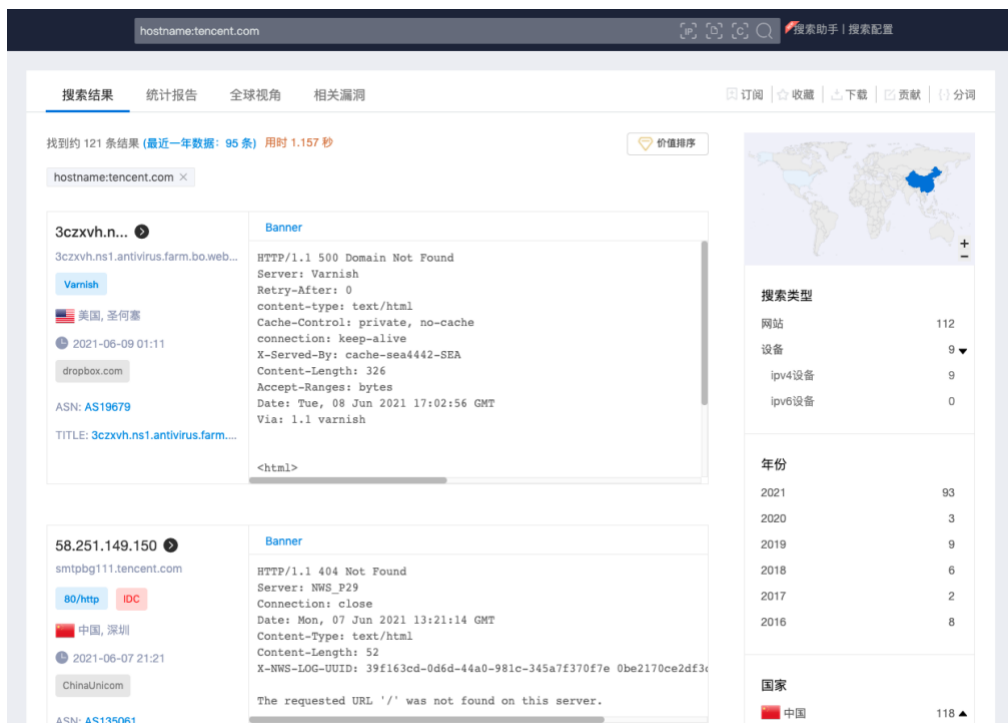 hostname:tencent.com
搜索助手 | 搜索配置
搜索结果 统计报告 全球视角 相关漏洞
订阅 收藏 下载 贡献 分词
找到约 121 条结果 (最近一年数据：95 条) 用时 1.157 秒
价值排序
hostname:tencent.com ×
3czxvh.n...
3czxvh.ns1.antivirus.farm.bo.web...
Varnish
美国, 圣何塞
2021-06-09 01:11
dropbox.com
ASN: AS19679
TITLE: 3czxvh.ns1.antivirus.farm....
Banner
HTTP/1.1 500 Domain Not Found
Server: Varnish
Retry-After: 0
content-type: text/html
Cache-Control: private, no-cache
connection: keep-alive
X-Served-By: cache-sea4442-SEA
Content-Length: 326
Accept-Ranges: bytes
Date: Tue, 08 Jun 2021 17:02:56 GMT
Via: 1.1 varnish
<html>
58.251.149.150
smtpbg111.tencent.com
80/http IDC
中国, 深圳
2021-06-07 21:21
ChinaUnicom
ASN: AS135061
Banner
HTTP/1.1 404 Not Found
Server: NWS_P29
Connection: close
Date: Mon, 07 Jun 2021 13:21:14 GMT
Content-Type: text/html
Content-Length: 52
X-NWS-LOG-UUID: 39f163cd-0d6d-44a0-981c-345a7f370f7e 0be2170ce2df3c
The requested URL '/' was not found on this server.
+
−
搜索类型
网站 112
设备 9
ipv4设备 9
ipv6设备 0
年份
2021 93
2020 3
2019 9
2018 6
2017 2
2016 8
国家
中国 118